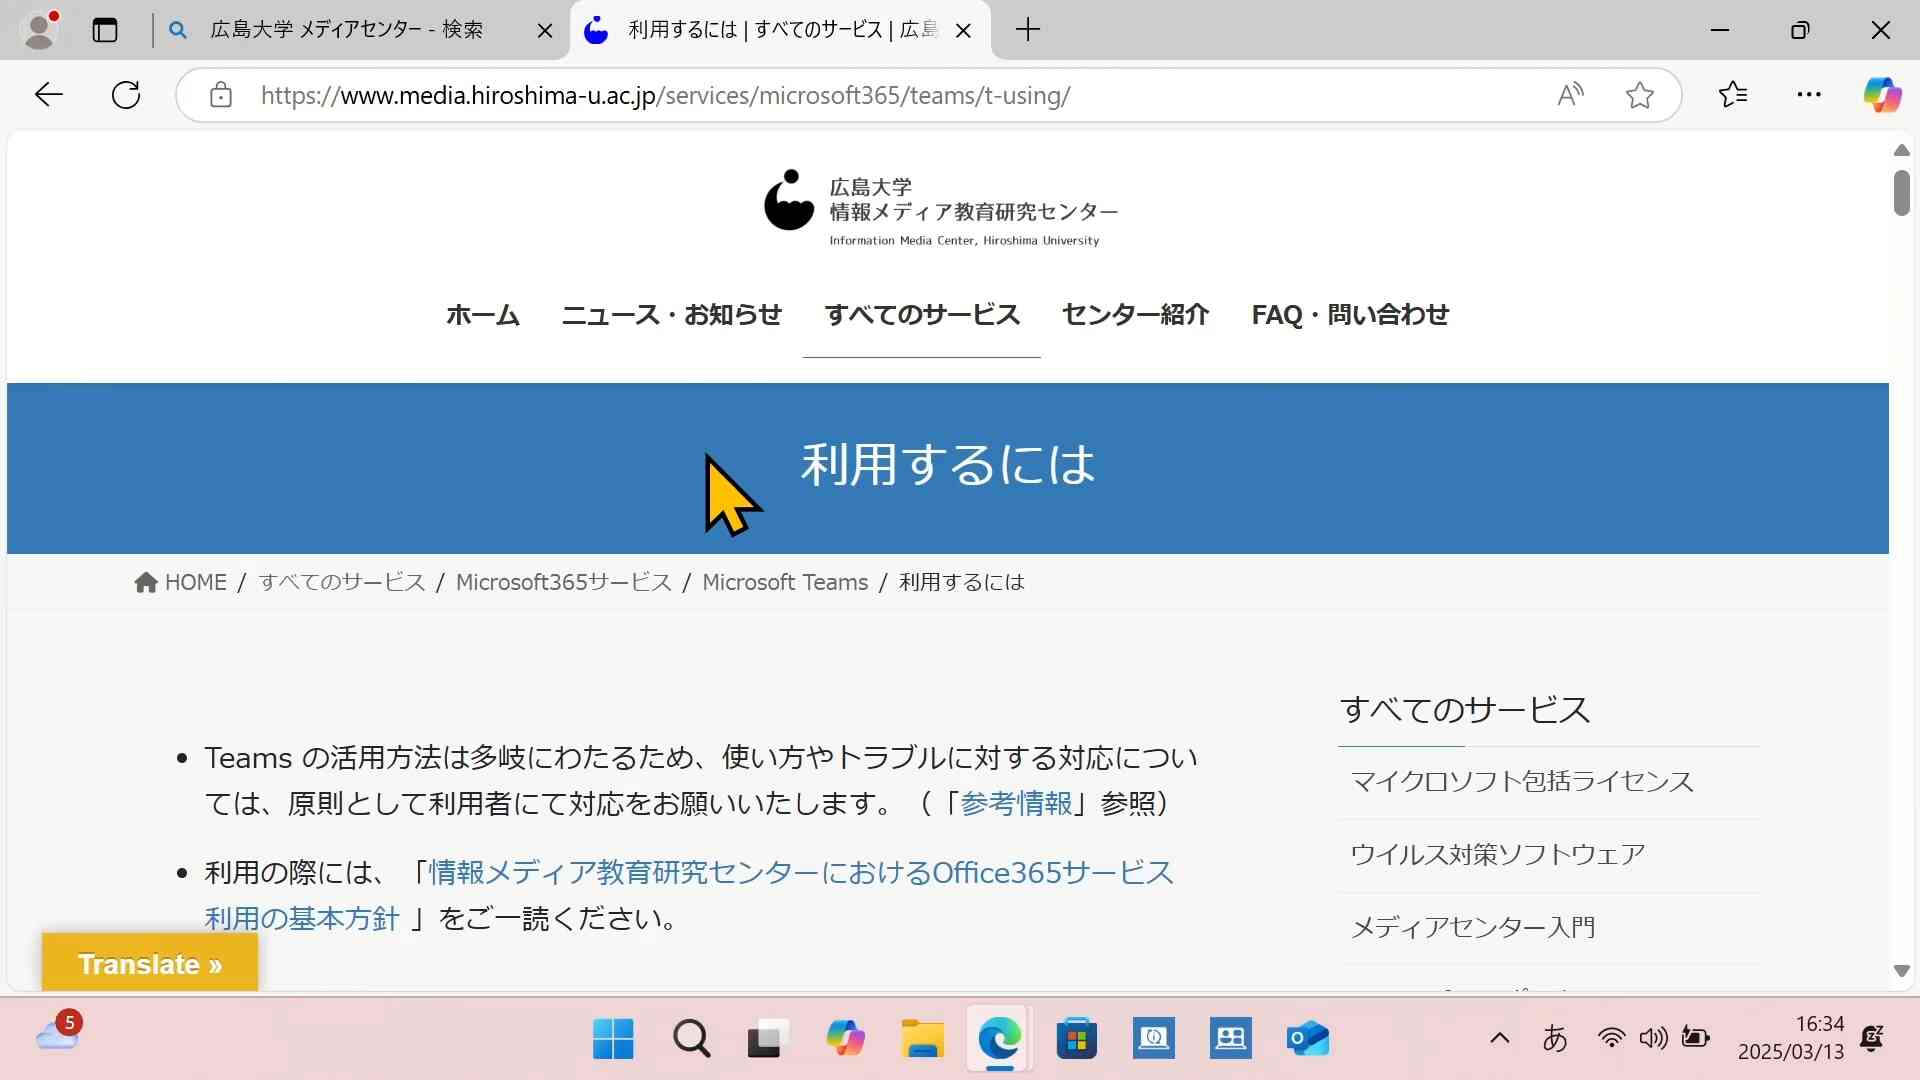 広島大学 メディアセンター - 検索
利用するには | すべてのサービス | 広島
https://www.media.hiroshima-u.ac.jp/services/microsoft365/teams/t-using/
広島大学
情報メディア教育研究センター
Information Media Center, Hiroshima University
ホーム ニュース・お知らせ すべてのサービス センター紹介 FAQ・問い合わせ
利用するには
HOME / すべてのサービス / Microsoft365サービス / Microsoft Teams / 利用するには
Teams の活用方法は多岐にわたるため、使い方やトラブルに対する対応につい
ては、原則として利用者にて対応をお願いいたします。（「参考情報」参照）
利用の際には、「情報メディア教育研究センターにおけるOffice365サービス
利用の基本方針 」をご一読ください。
すべてのサービス
マイクロソフト包括ライセンス
ウイルス対策ソフトウェア
メディアセンター入門
Translate »
5
あ
16:34
2025/03/13